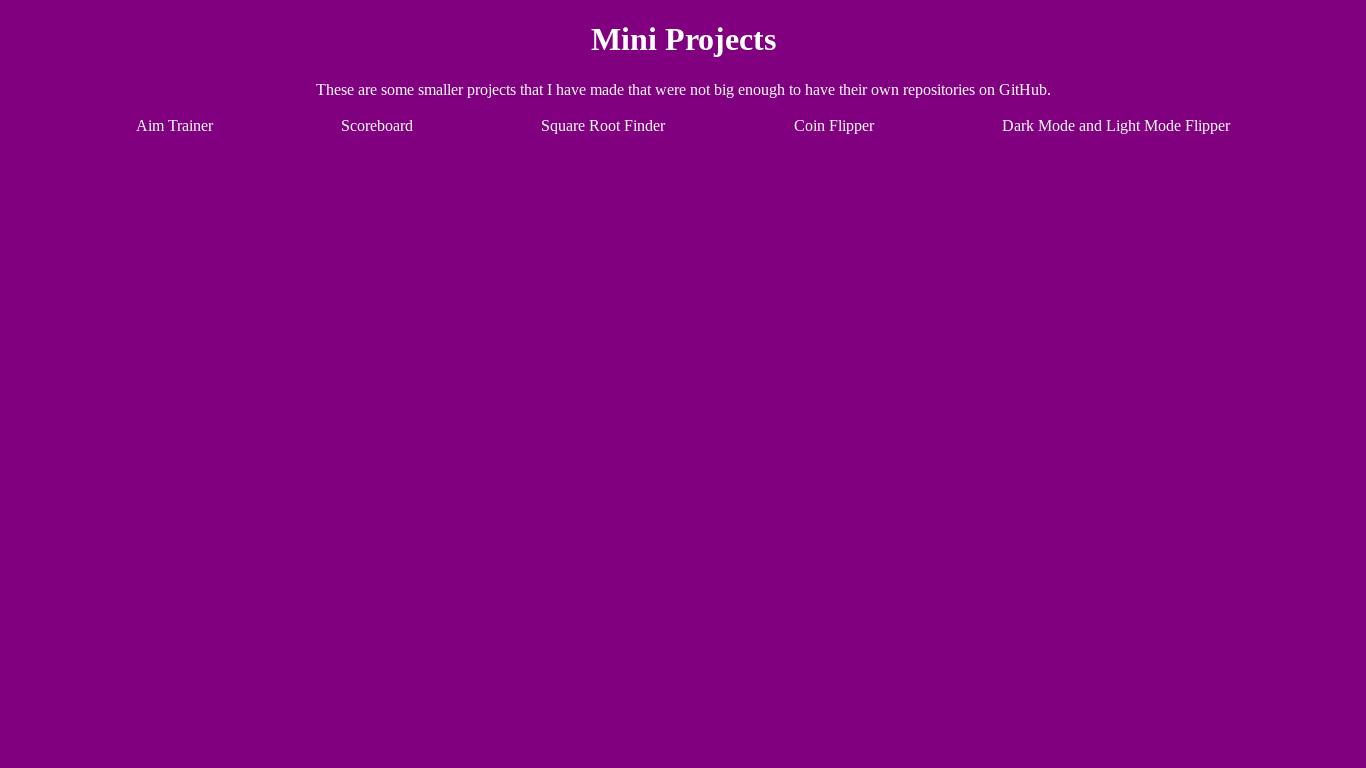 Mini Projects
These are some smaller projects that I have made that were not big enough to have their own repositories on GitHub.
Aim Trainer Scoreboard Square Root Finder Coin Flipper Dark Mode and Light Mode Flipper